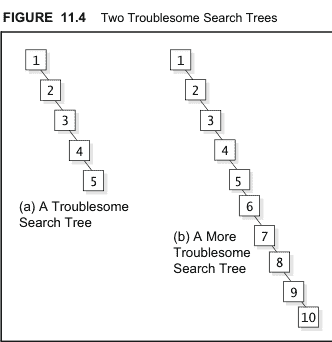 FIGURE 11.4 Two Troublesome Search Trees
1
2
3
4
5
(a) A Troublesome
Search Tree
1
2
3
4
5
6
7
8
9
10
(b) A More
Troublesome
Search Tree